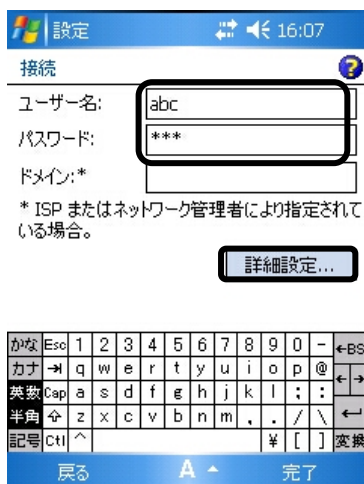 設定 16:07
接続 ?
ユーザー名: abc
パスワード: ***
ドメイン:*
* ISP またはネットワーク管理者により指定されて
いる場合。
詳細設定...
かな Esc 1 2 3 4 5 6 7 8 9 0 - ←BS
カナ →| q w e r t y u i o p @ ← →
英数 Cap a s d f g h j k l ; :
半角 z x c v b n m , . / \ ←
記号 Ctl ^ ¥ [ ] 変換
戻る A 完了